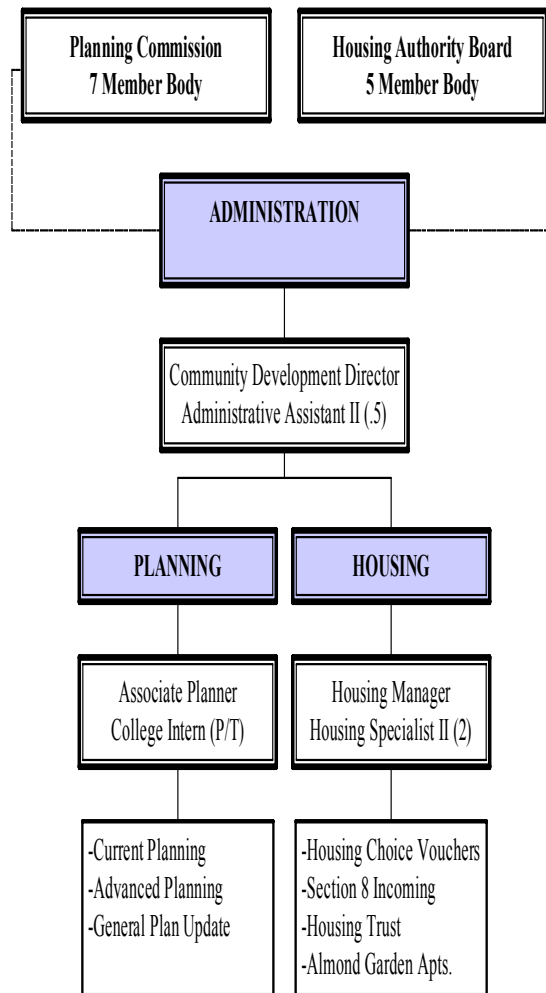 Planning Commission
7 Member Body
Housing Authority Board
5 Member Body
ADMINISTRATION
Community Development Director
Administrative Assistant II (.5)
PLANNING
HOUSING
Associate Planner
College Intern (P/T)
Housing Manager
Housing Specialist II (2)
-Current Planning
-Advanced Planning
-General Plan Update
-Housing Choice Vouchers
-Section 8 Incoming
-Housing Trust
-Almond Garden Apts.